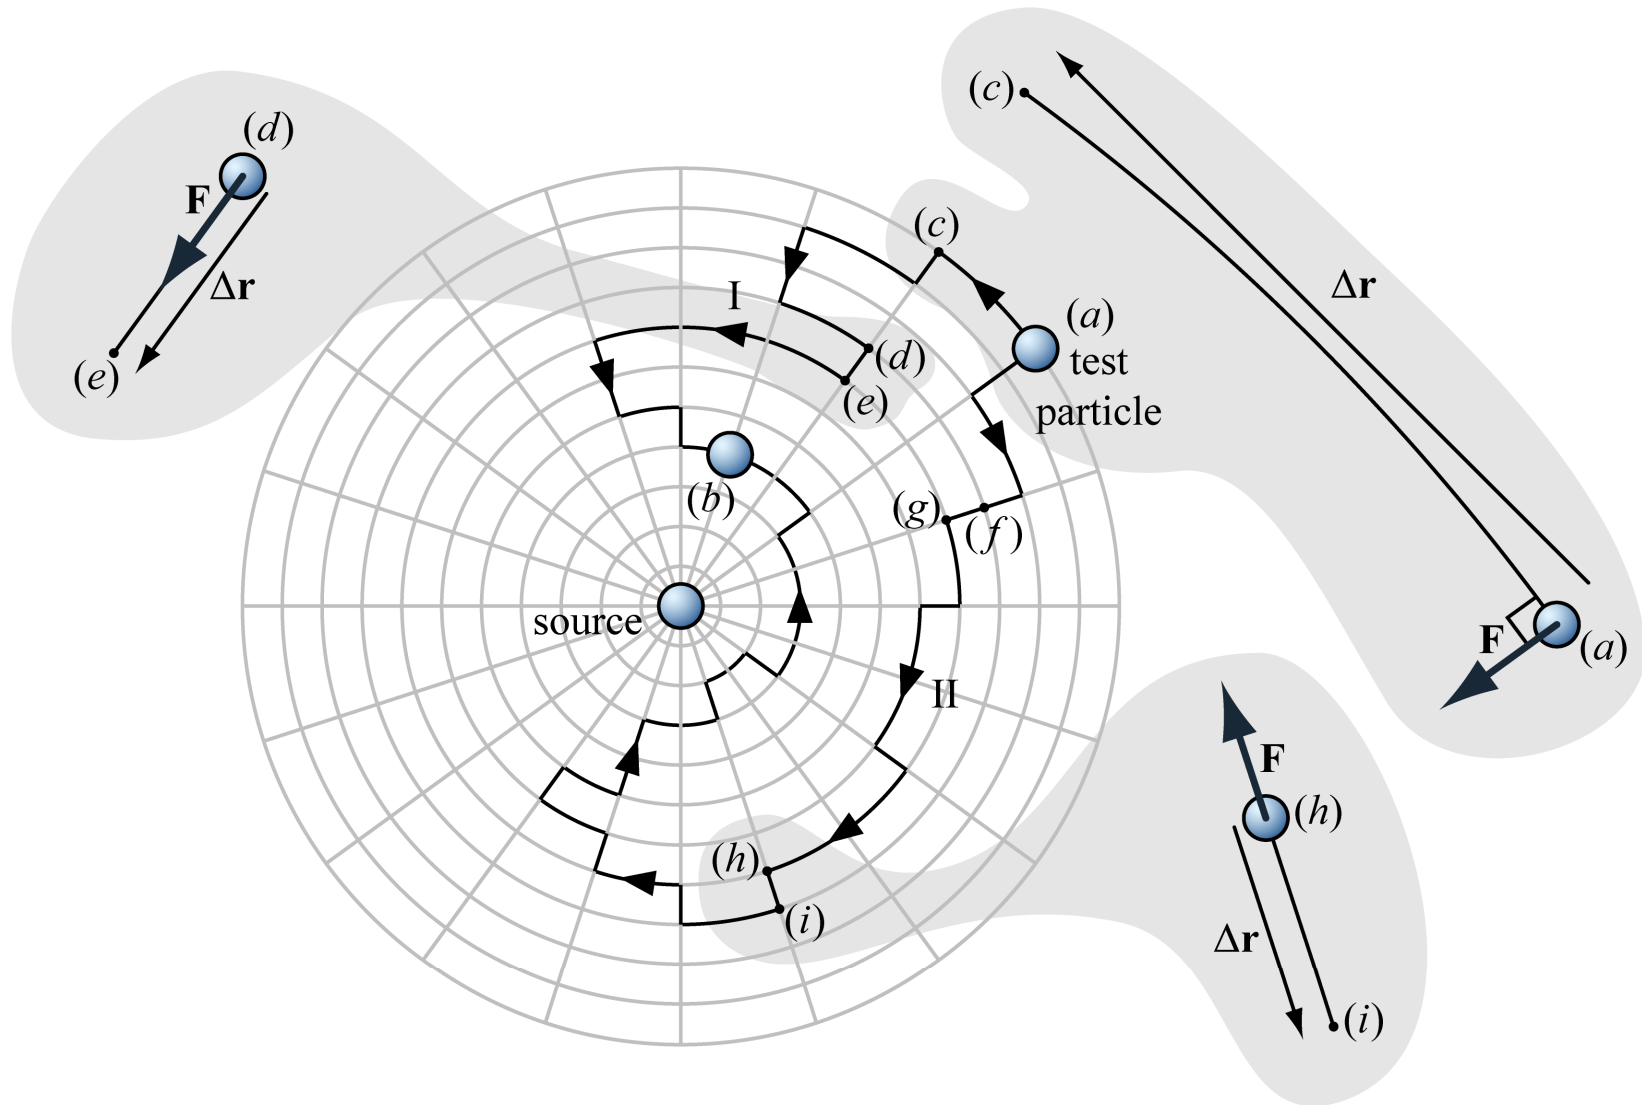 (c)
(d)
F
Δr
(e)
(c)
(a)
test
particle
I
(d)
(e)
Δr
(b)
(g)
(f)
source
F
(a)
II
F
(h)
(h)
(i)
Δr
(i)